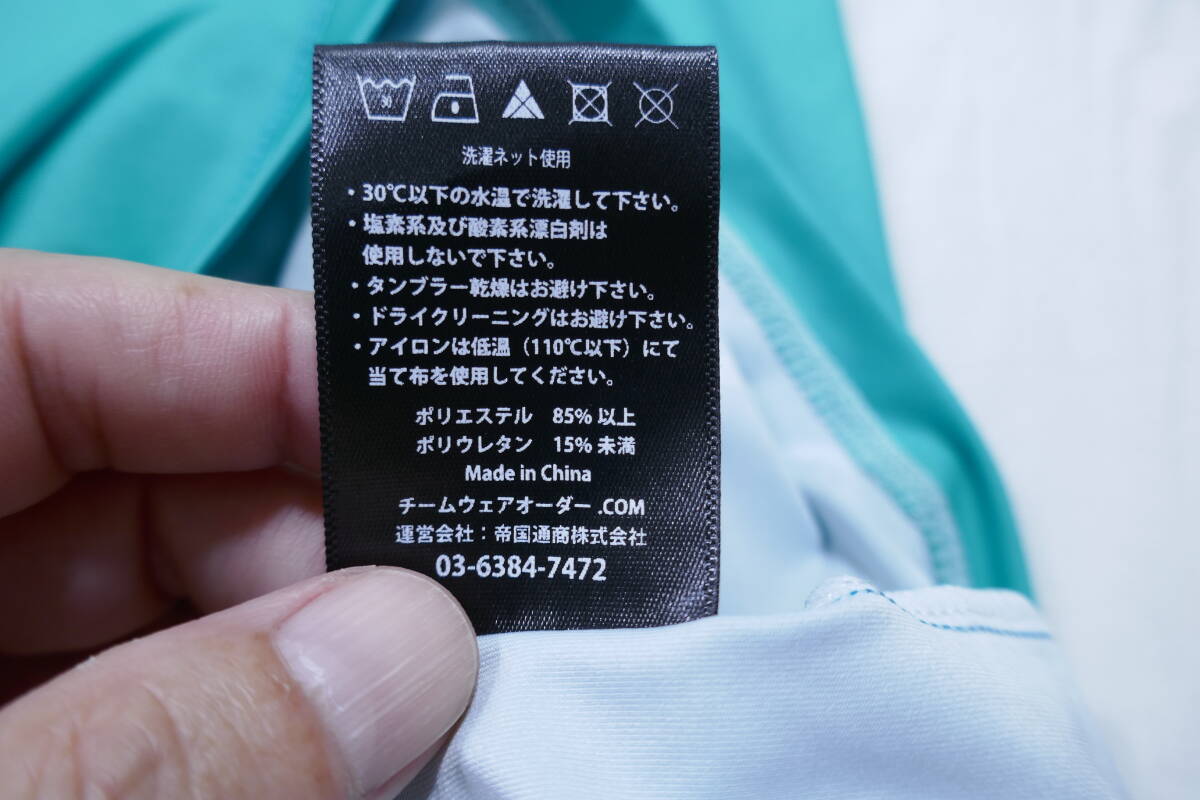 30
洗濯ネット使用
・30℃以下の水温で洗濯して下さい。
・塩素系及び酸素系漂白剤は
使用しないで下さい。
・タンブラー乾燥はお避け下さい。
・ドライクリーニングはお避け下さい。
・アイロンは低温（110℃以下）にて
当て布を使用してください。
ポリエステル　85% 以上
ポリウレタン　15% 未満
Made in China
チームウェアオーダー.COM
運営会社：帝国通商株式会社
03-6384-7472